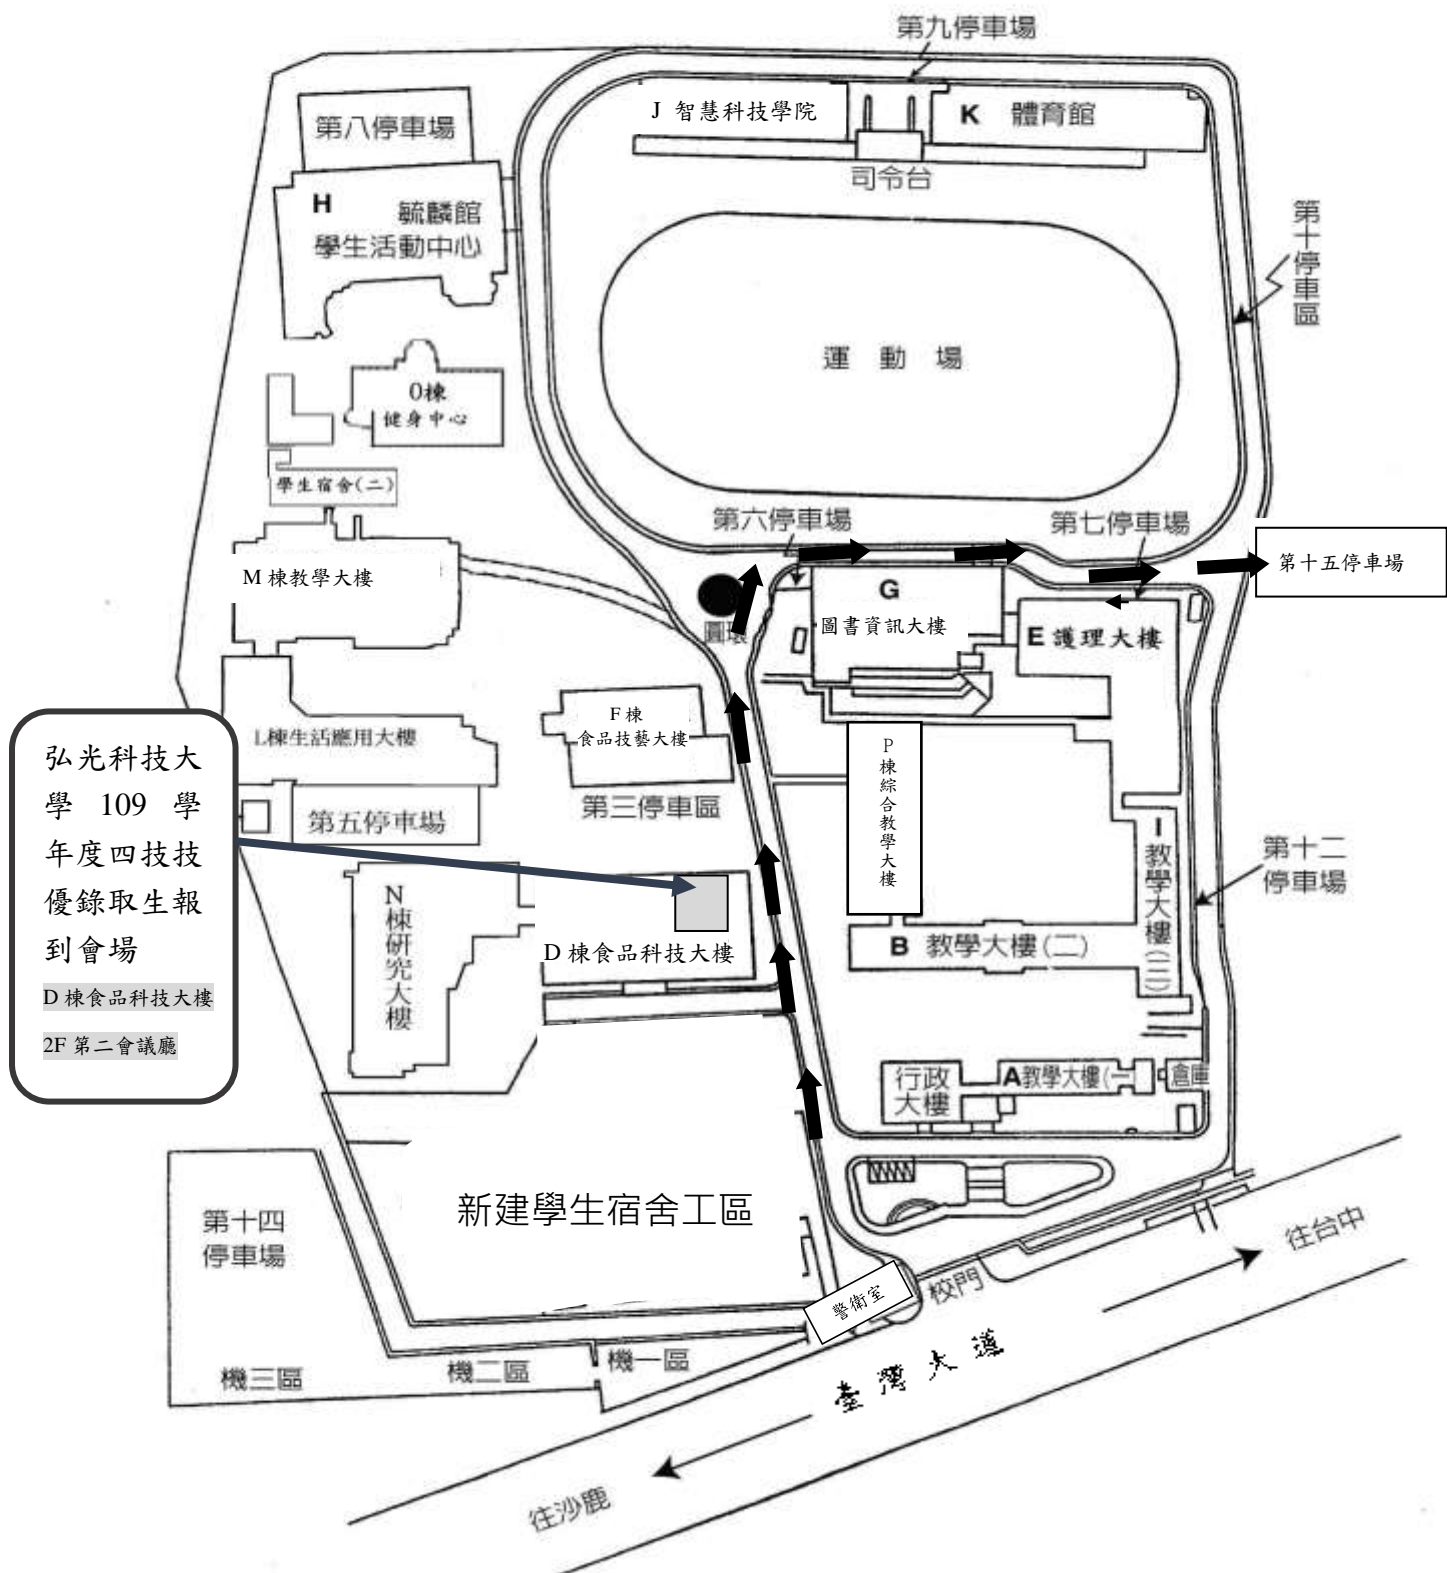 第九停車場
J 智慧科技學院
K 體育館
第八停車場
司令台
H 毓麟館
學生活動中心
第十停車區
運動場
O棟
健身中心
學生宿舍(二)
第六停車場
第七停車場
第十五停車場
M 棟教學大樓
G
圖書資訊大樓
圓環
E 護理大樓
F 棟
食品技藝大樓
L棟生活應用大樓
P棟綜合教學大樓
弘光科技大
學 109 學
年度四技技
優錄取生報
到會場
D 棟食品科技大樓
2F 第二會議廳
第三停車區
第五停車場
I 教學大樓(三)
第十二
停車場
N棟研究大樓
D 棟食品科技大樓
B 教學大樓(二)
行政
大樓
A教學大樓(一
倉庫
新建學生宿舍工區
第十四
停車場
往台中
校門
警衛室
機一區
機二區
機三區
臺灣大道
往沙鹿